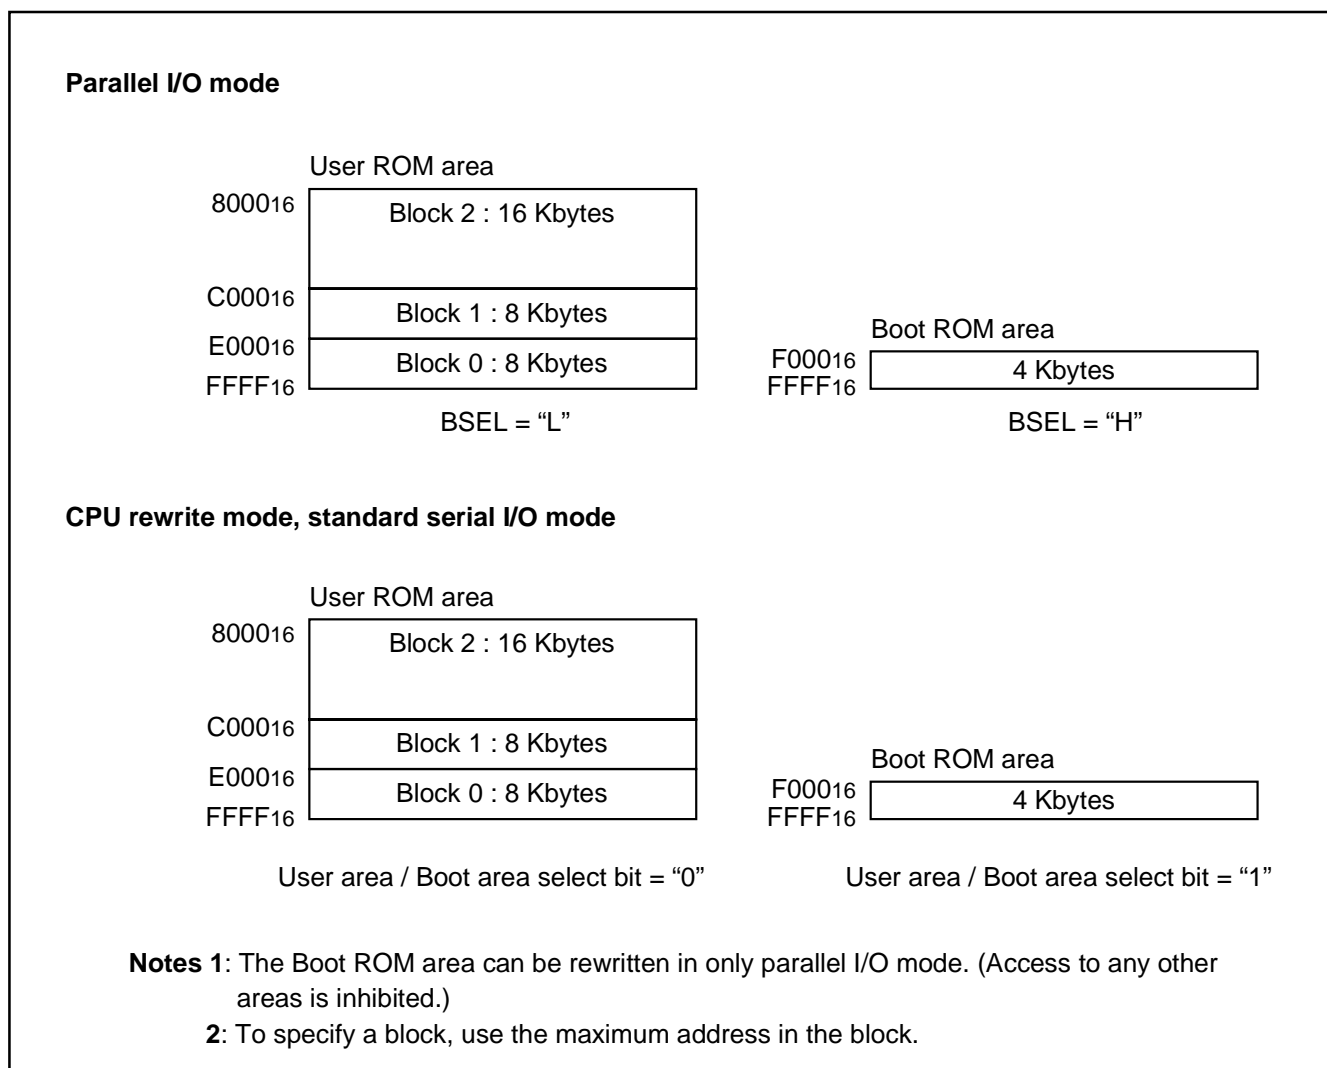 Parallel I/O mode
User ROM area
800016
Block 2 : 16 Kbytes
C00016
Block 1 : 8 Kbytes
E00016
Block 0 : 8 Kbytes
FFFF16
BSEL = “L”
Boot ROM area
F00016
4 Kbytes
FFFF16
BSEL = “H”
CPU rewrite mode, standard serial I/O mode
User ROM area
800016
Block 2 : 16 Kbytes
C00016
Block 1 : 8 Kbytes
E00016
Block 0 : 8 Kbytes
FFFF16
User area / Boot area select bit = “0”
Boot ROM area
F00016
4 Kbytes
FFFF16
User area / Boot area select bit = “1”
Notes 1: The Boot ROM area can be rewritten in only parallel I/O mode. (Access to any other
areas is inhibited.)
2: To specify a block, use the maximum address in the block.